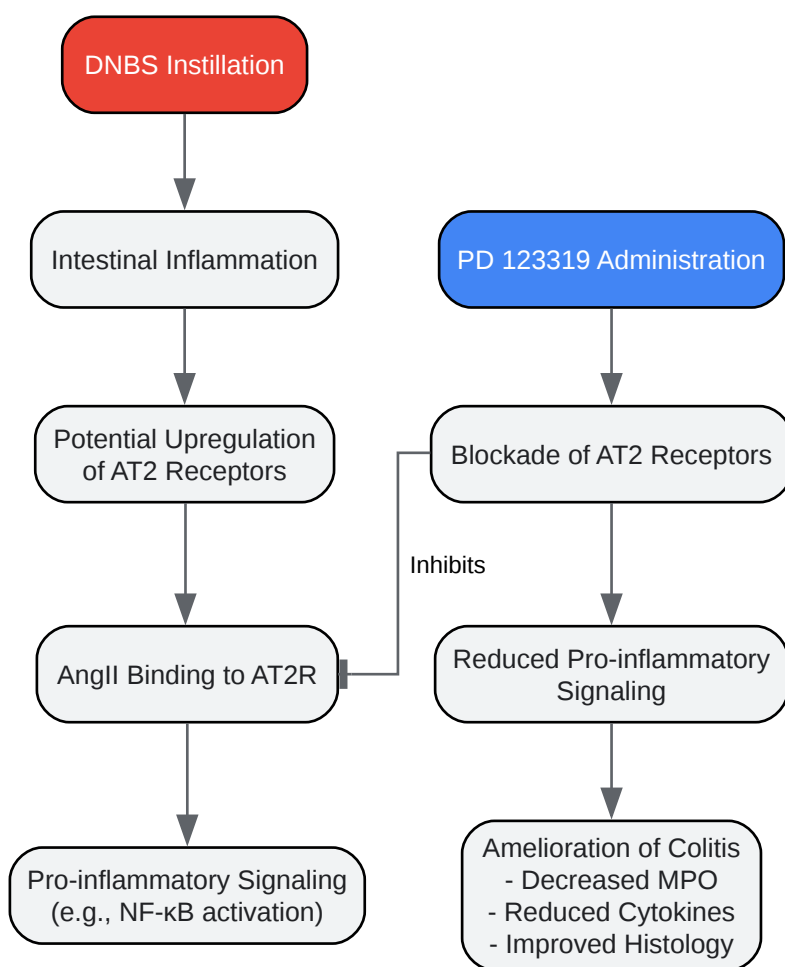 DNBS Instillation
Intestinal Inflammation
PD 123319 Administration
Potential Upregulation
of AT2 Receptors
Blockade of AT2 Receptors
Inhibits
AngII Binding to AT2R
Reduced Pro-inflammatory
Signaling
Pro-inflammatory Signaling
(e.g., NF-κB activation)
Amelioration of Colitis
- Decreased MPO
- Reduced Cytokines
- Improved Histology